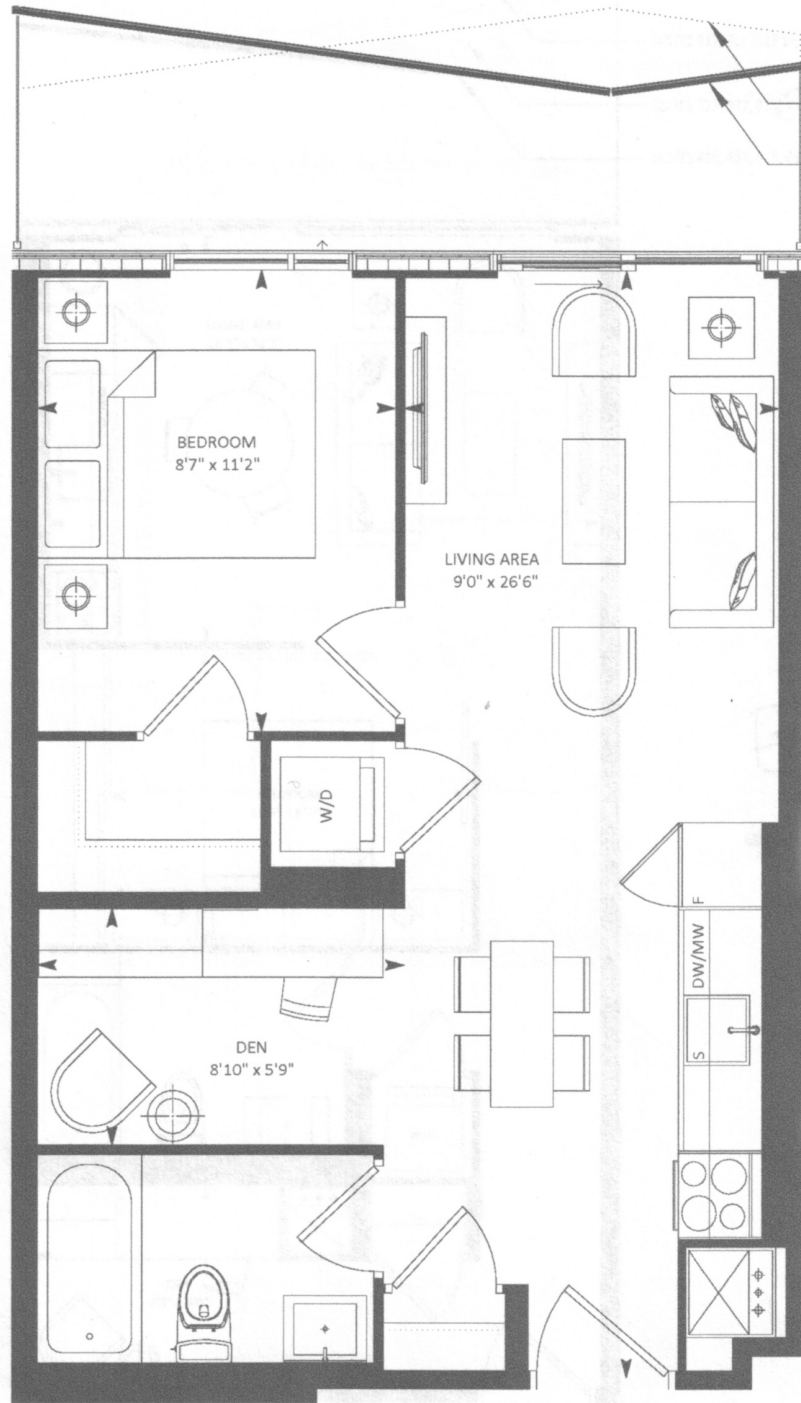 BEDROOM
8'7" x 11'2"
LIVING AREA
9'0" x 26'6"
W/D
F
DW/MW
S
DEN
8'10" x 5'9"